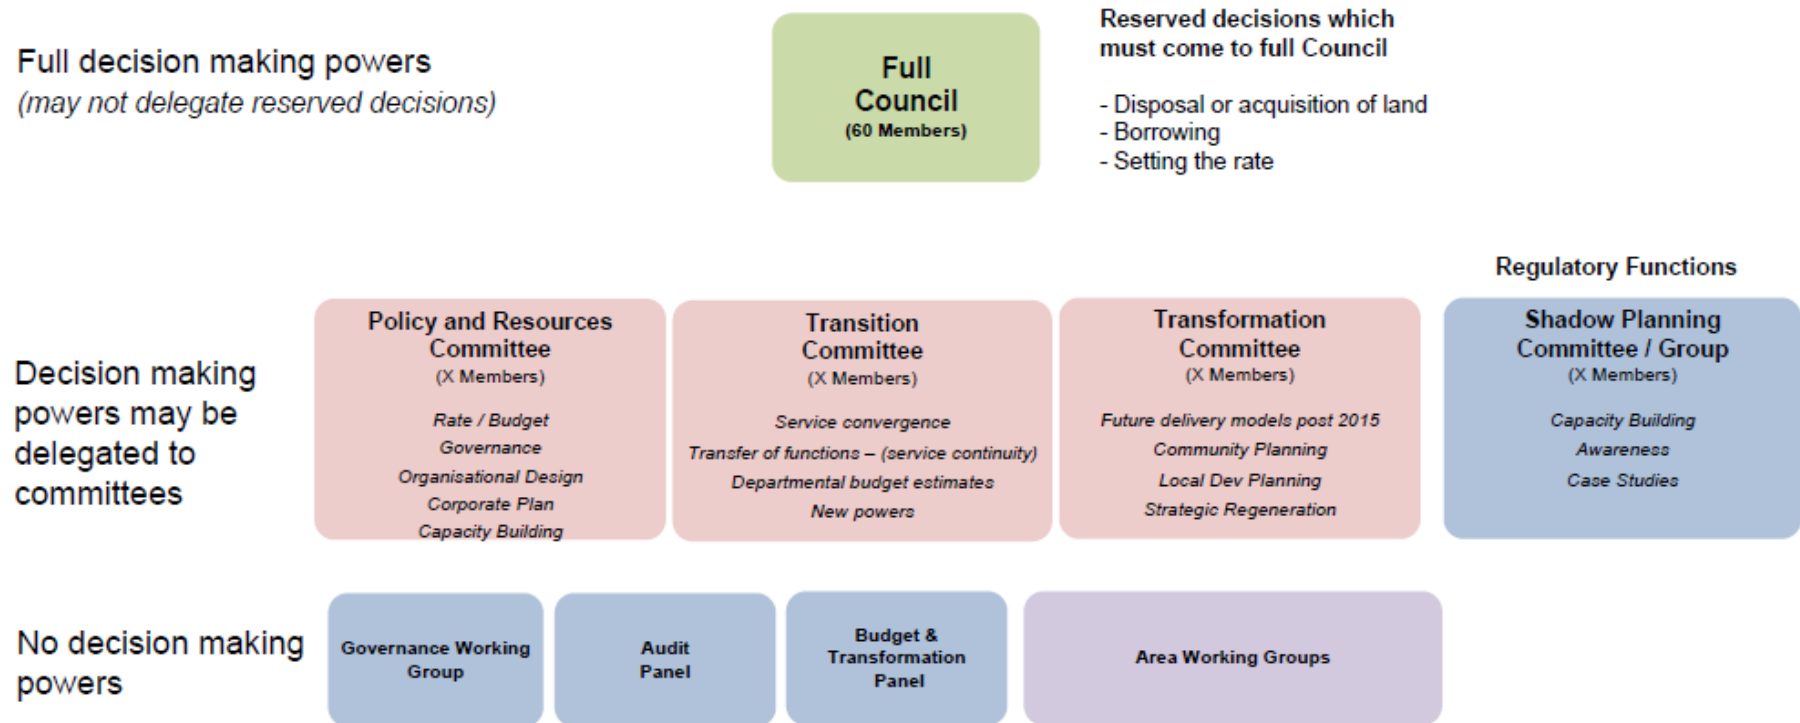 Full decision making powers
(may not delegate reserved decisions)
Full
Council
(60 Members)
Reserved decisions which
must come to full Council
- Disposal or acquisition of land
- Borrowing
- Setting the rate
Regulatory Functions
Decision making
powers may be
delegated to
committees
Policy and Resources
Committee
(X Members)
Rate / Budget
Governance
Organisational Design
Corporate Plan
Capacity Building
Transition
Committee
(X Members)
Service convergence
Transfer of functions – (service continuity)
Departmental budget estimates
New powers
Transformation
Committee
(X Members)
Future delivery models post 2015
Community Planning
Local Dev Planning
Strategic Regeneration
Shadow Planning
Committee / Group
(X Members)
Capacity Building
Awareness
Case Studies
No decision making
powers
Governance Working
Group
Audit
Panel
Budget &
Transformation
Panel
Area Working Groups